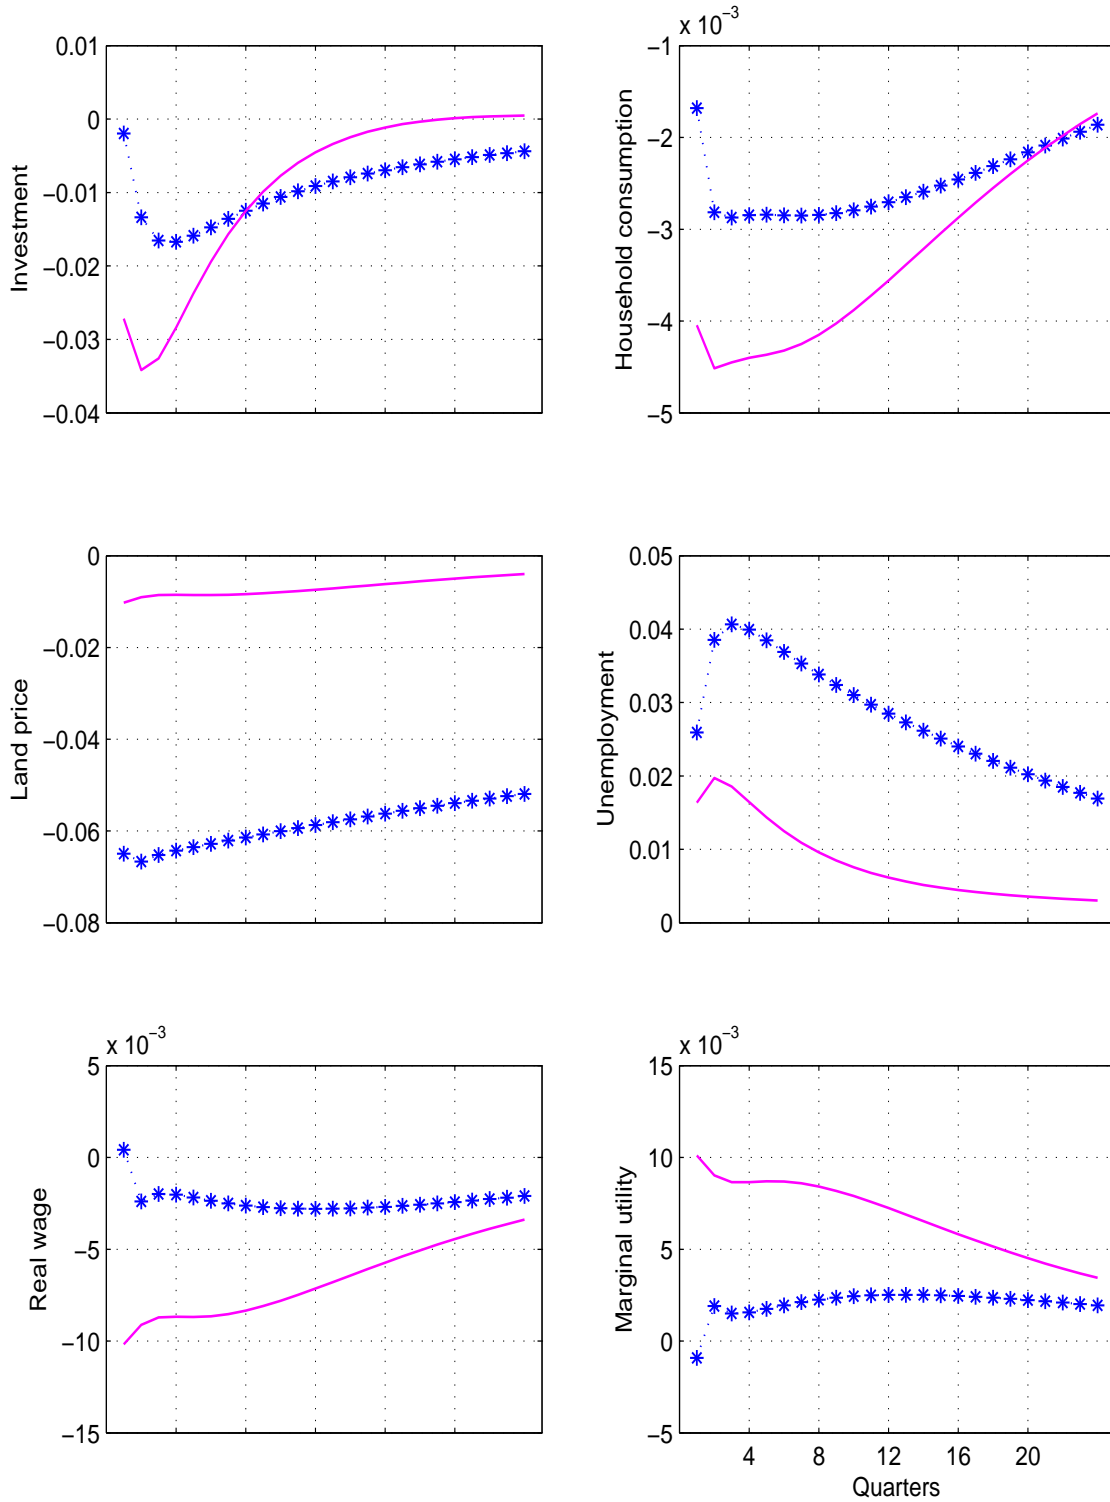 0.01
0
−0.01
−0.02
−0.03
−0.04
Investment
x 10−3
−1
−2
−3
−4
−5
Household consumption
0
−0.02
−0.04
−0.06
−0.08
Land price
0.05
0.04
0.03
0.02
0.01
0
Unemployment
x 10−3
5
0
−5
−10
−15
Real wage
x 10−3
15
10
5
0
−5
Marginal utility
4 8 12 16 20
Quarters